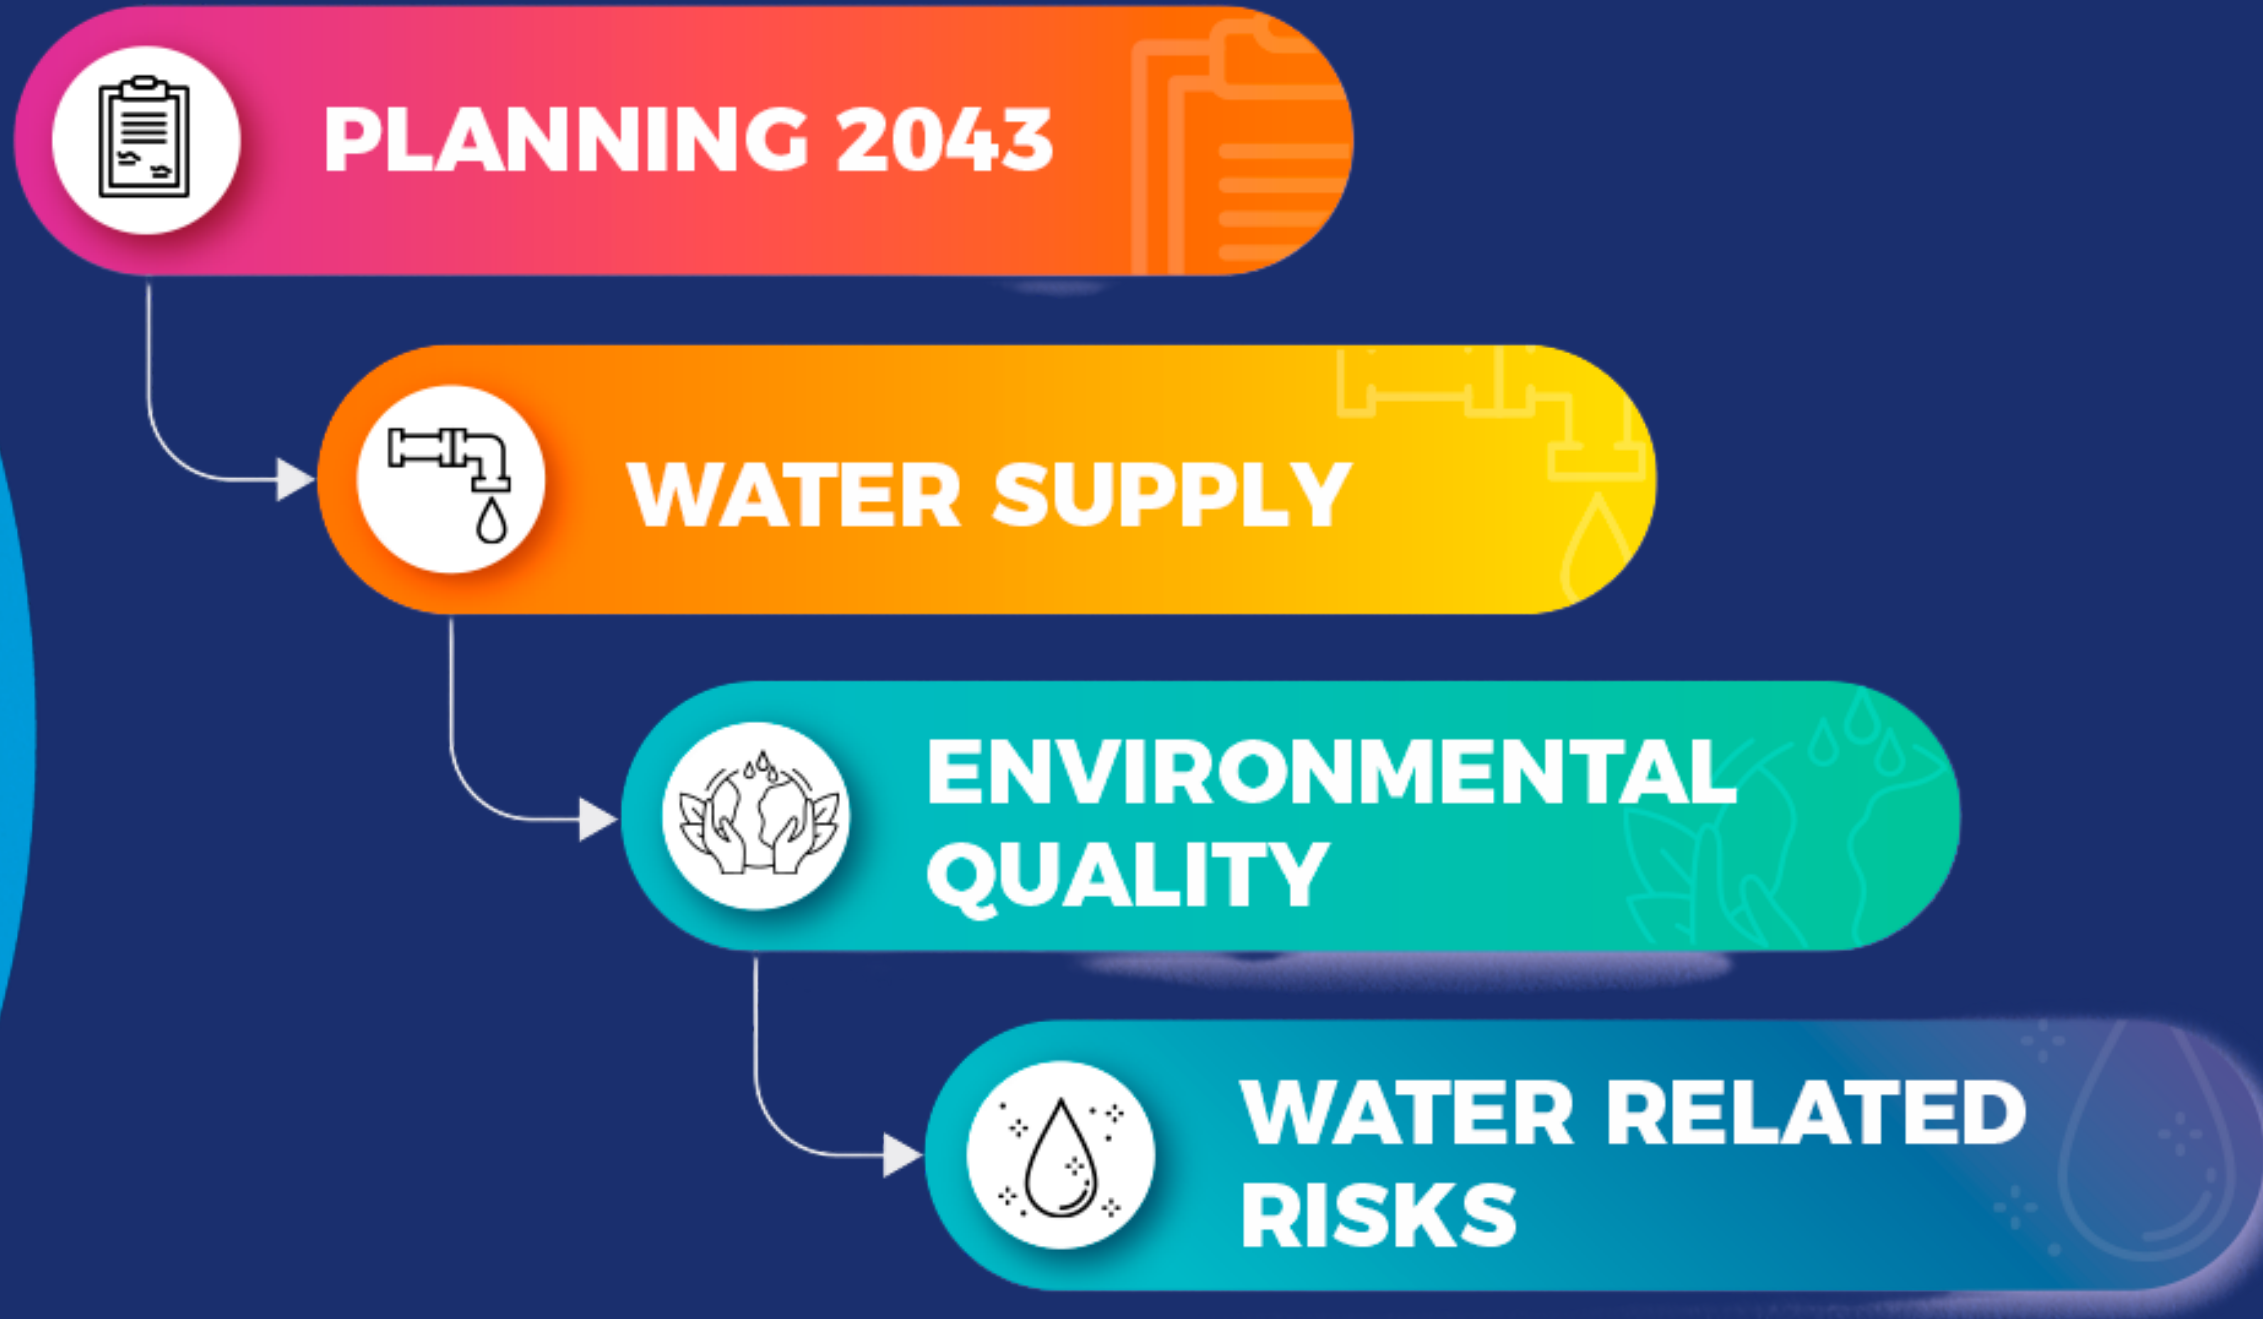 PLANNING 2043
WATER SUPPLY
ENVIRONMENTAL
QUALITY
WATER RELATED
RISKS